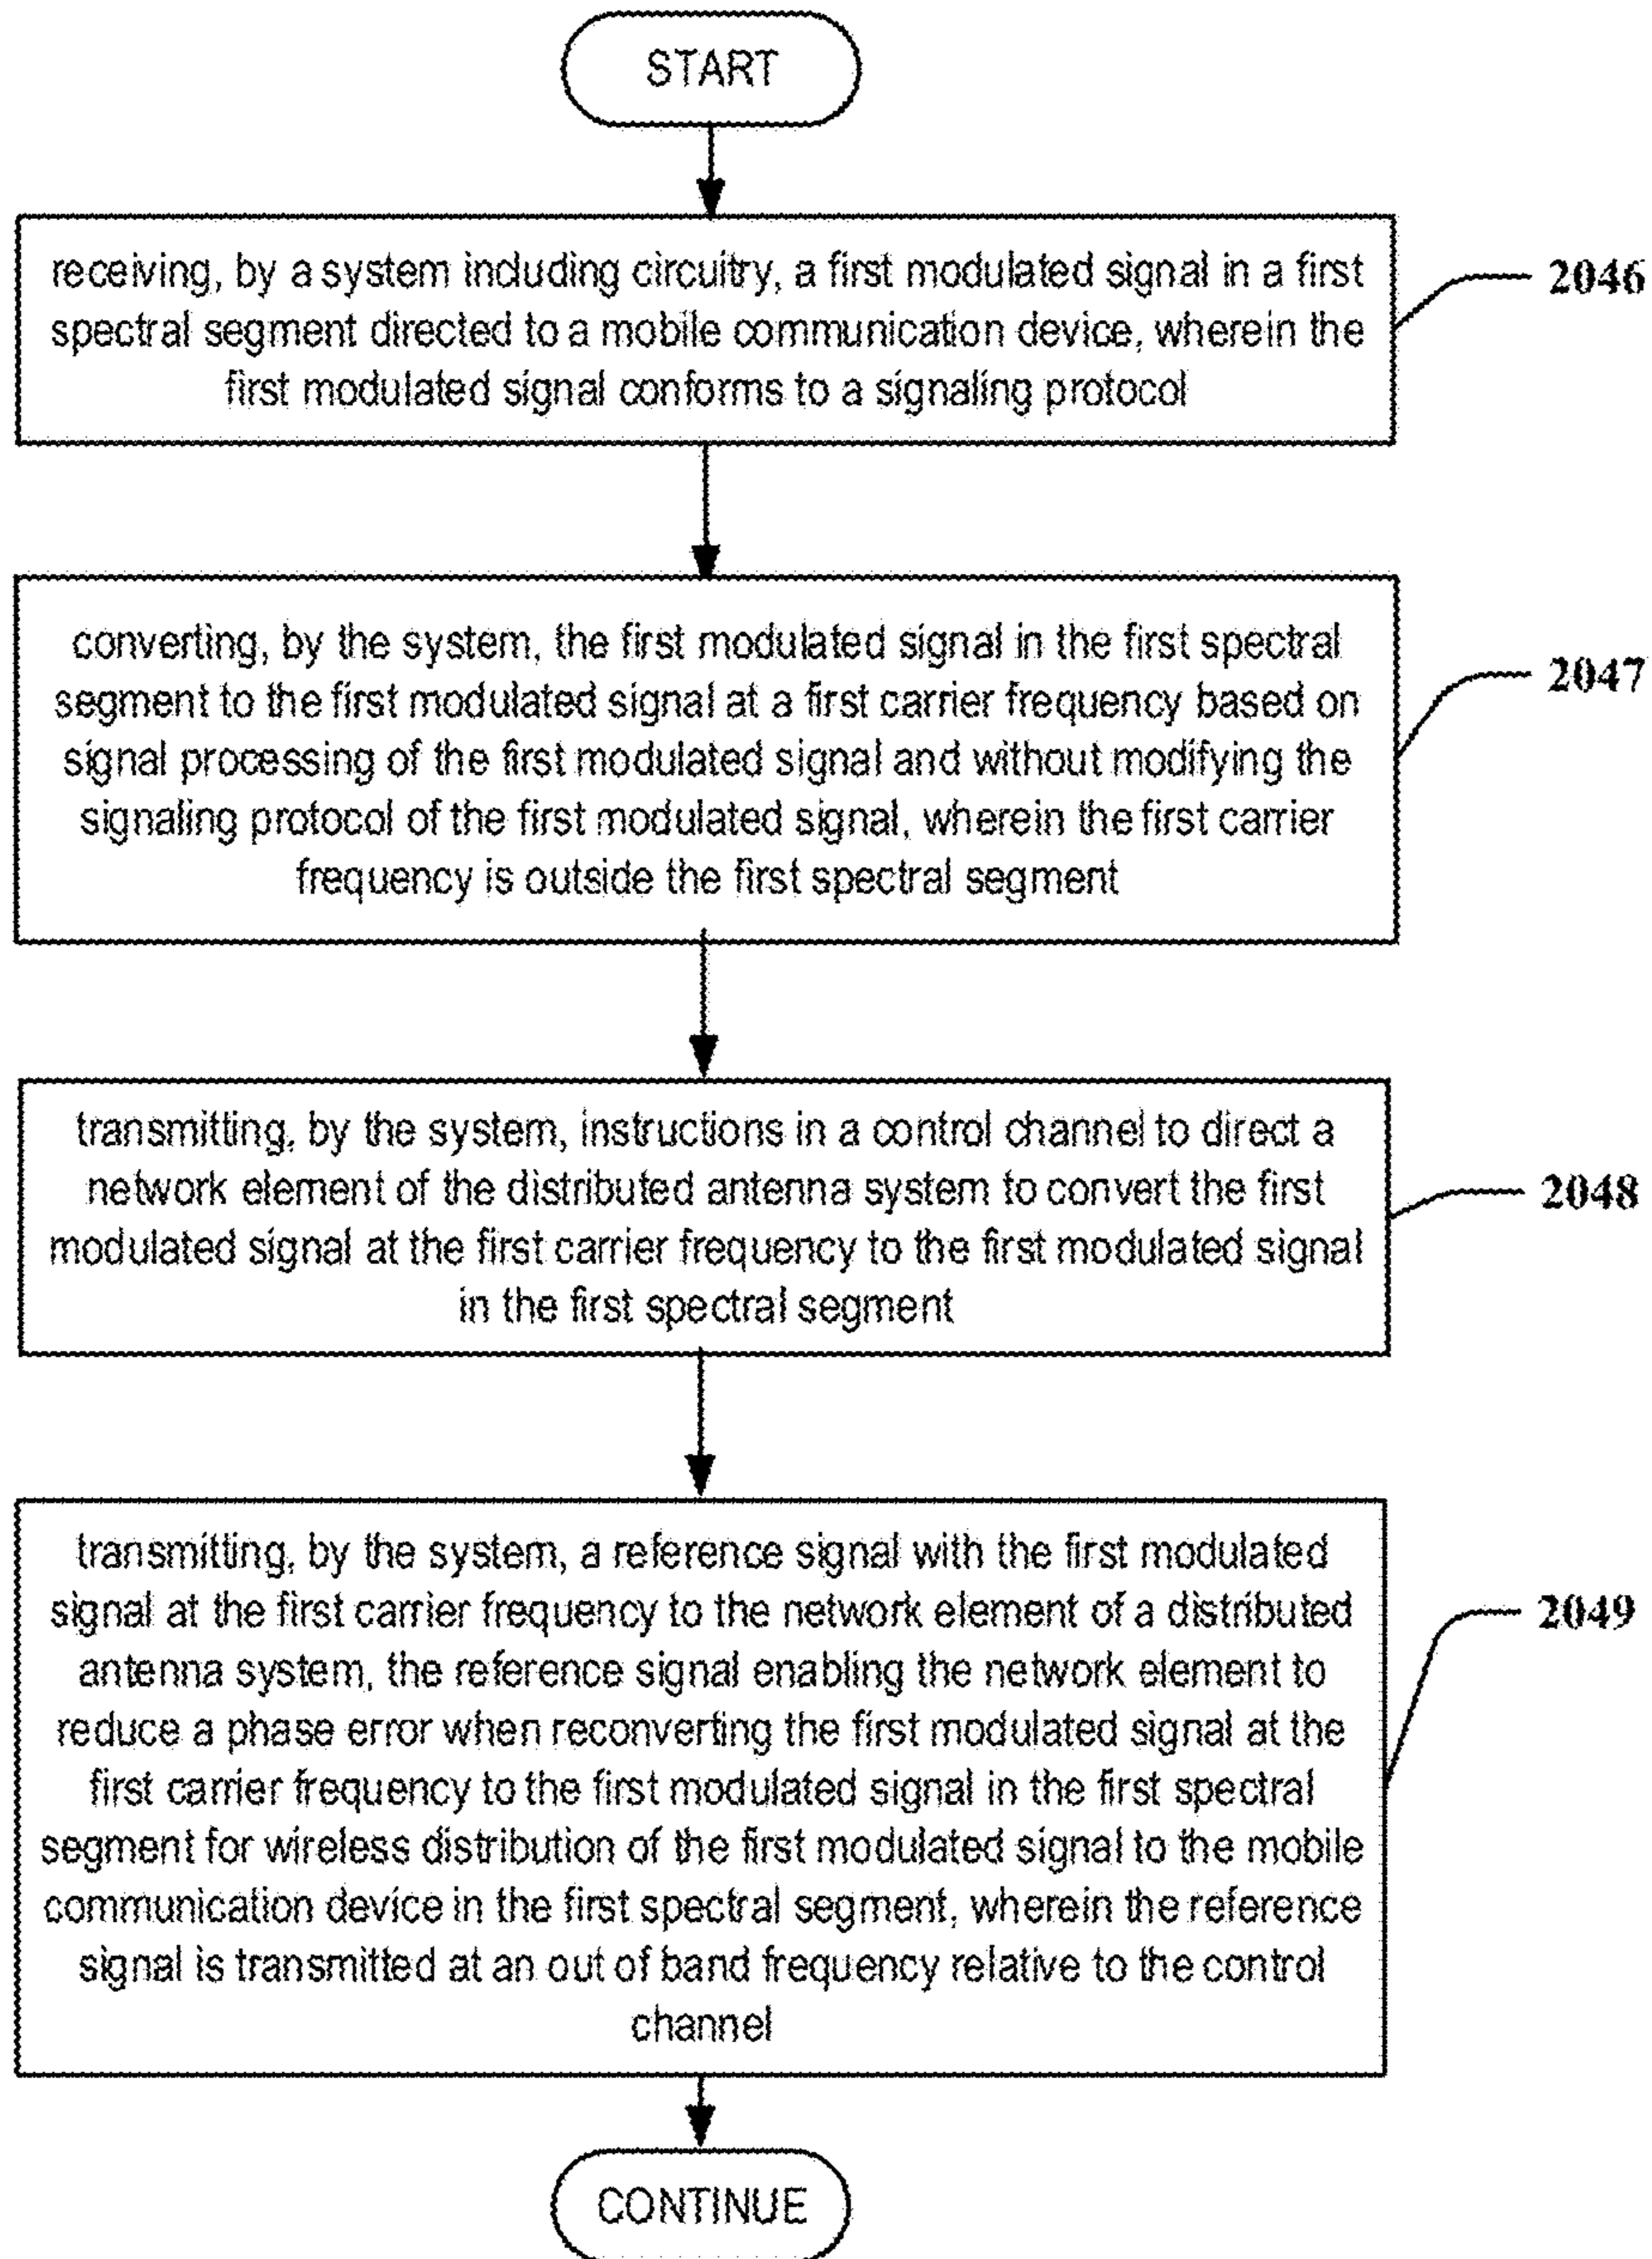 START
receiving, by a system including circuitry, a first modulated signal in a first
spectral segment directed to a mobile communication device, wherein the
first modulated signal conforms to a signaling protocol
2046
converting, by the system, the first modulated signal in the first spectral
segment to the first modulated signal at a first carrier frequency based on
signal processing of the first modulated signal and without modifying the
signaling protocol of the first modulated signal, wherein the first carrier
frequency is outside the first spectral segment
2047
transmitting, by the system, instructions in a control channel to direct a
network element of the distributed antenna system to convert the first
modulated signal at the first carrier frequency to the first modulated signal
in the first spectral segment
2048
transmitting, by the system, a reference signal with the first modulated
signal at the first carrier frequency to the network element of a distributed
antenna system, the reference signal enabling the network element to
reduce a phase error when reconverting the first modulated signal at the
first carrier frequency to the first modulated signal in the first spectral
segment for wireless distribution of the first modulated signal to the mobile
communication device in the first spectral segment, wherein the reference
signal is transmitted at an out of band frequency relative to the control
channel
2049
CONTINUE